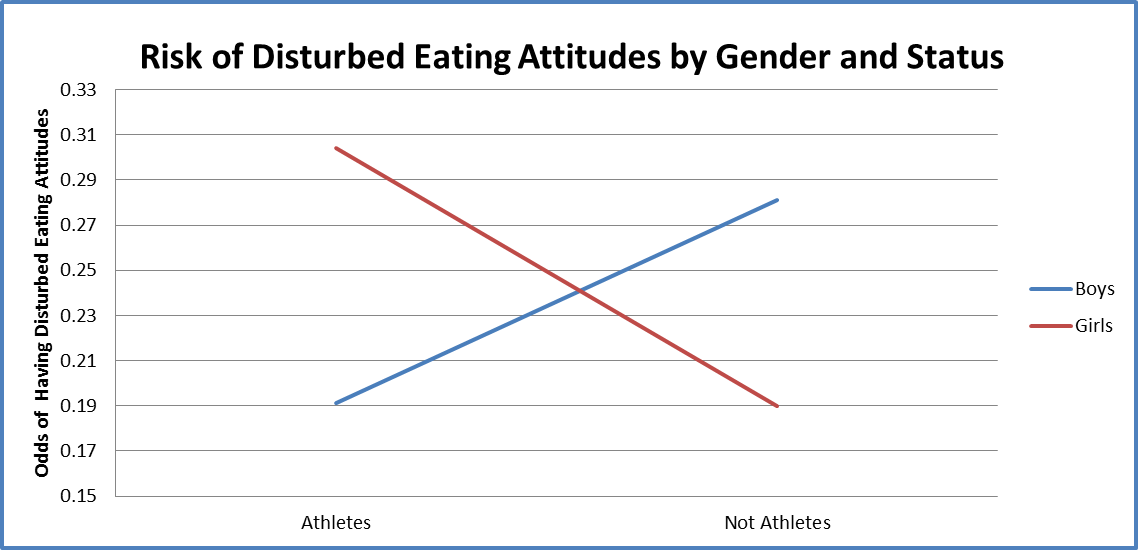 Risk of Disturbed Eating Attitudes by Gender and Status
Odds of  Having Disturbed Eating Attitudes
0.33
0.31
0.29
0.27
0.25
0.23
0.21
0.19
0.17
0.15
Athletes
Not Athletes
Boys
Girls